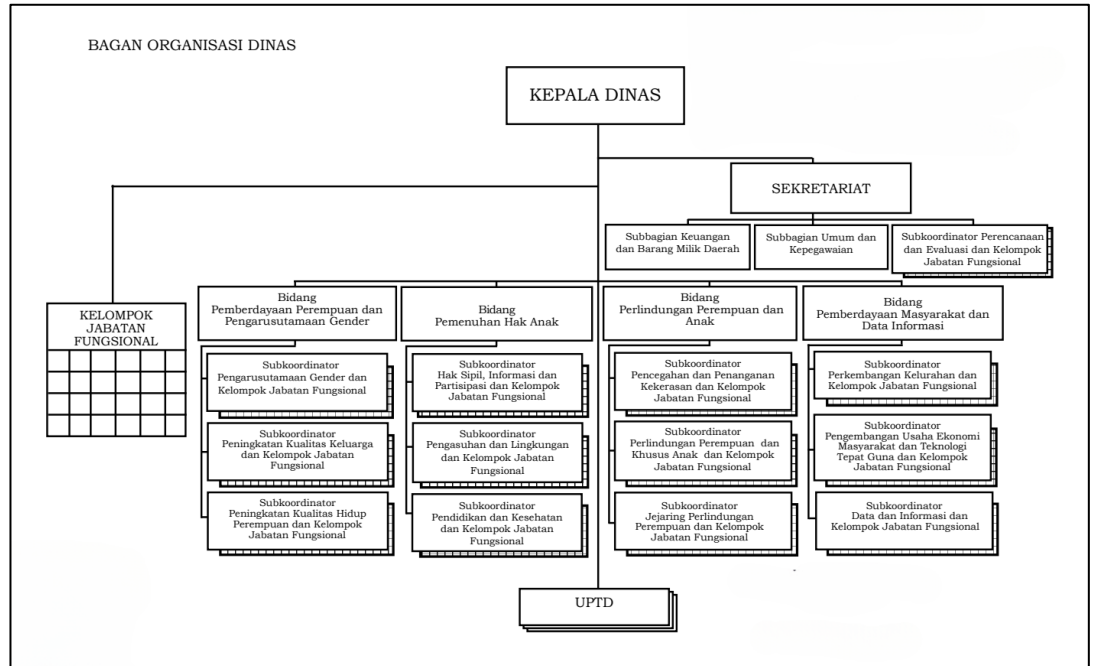 BAGAN ORGANISASI DINAS
KEPALA DINAS
SEKRETARIAT
Subbagian Keuangan
dan Barang Milik Daerah
Subbagian Umum dan
Kepegawaian
Subkoordinator Perencanaan
dan Evaluasi dan Kelompok
Jabatan Fungsional
KELOMPOK
JABATAN
FUNGSIONAL
Bidang
Pemberdayaan Perempuan dan
Pengarusutamaan Gender
Bidang
Pemenuhan Hak Anak
Bidang
Perlindungan Perempuan dan
Anak
Bidang
Pemberdayaan Masyarakat dan
Data Informasi
Subkoordinator
Pengarusutamaan Gender dan
Kelompok Jabatan Fungsional
Subkoordinator
Hak Sipil, Informasi dan
Partisipasi dan Kelompok
Jabatan Fungsional
Subkoordinator
Pencegahan dan Penanganan
Kekerasan dan Kelompok
Jabatan Fungsional
Subkoordinator
Perkembangan Kelurahan dan
Kelompok Jabatan Fungsional
Subkoordinator
Peningkatan Kualitas Keluarga
dan Kelompok Jabatan
Fungsional
Subkoordinator
Pengasuhan dan Lingkungan
dan Kelompok Jabatan
Fungsional
Subkoordinator
Perlindungan Perempuan dan
Khusus Anak dan Kelompok
Jabatan Fungsional
Subkoordinator
Pengembangan Usaha Ekonomi
Masyarakat dan Teknologi
Tepat Guna dan Kelompok
Jabatan Fungsional
Subkoordinator
Peningkatan Kualitas Hidup
Perempuan dan Kelompok
Jabatan Fungsional
Subkoordinator
Pendidikan dan Kesehatan
dan Kelompok Jabatan
Fungsional
Subkoordinator
Jejaring Perlindungan
Perempuan dan Kelompok
Jabatan Fungsional
Subkoordinator
Data dan Informasi dan
Kelompok Jabatan Fungsional
UPTD